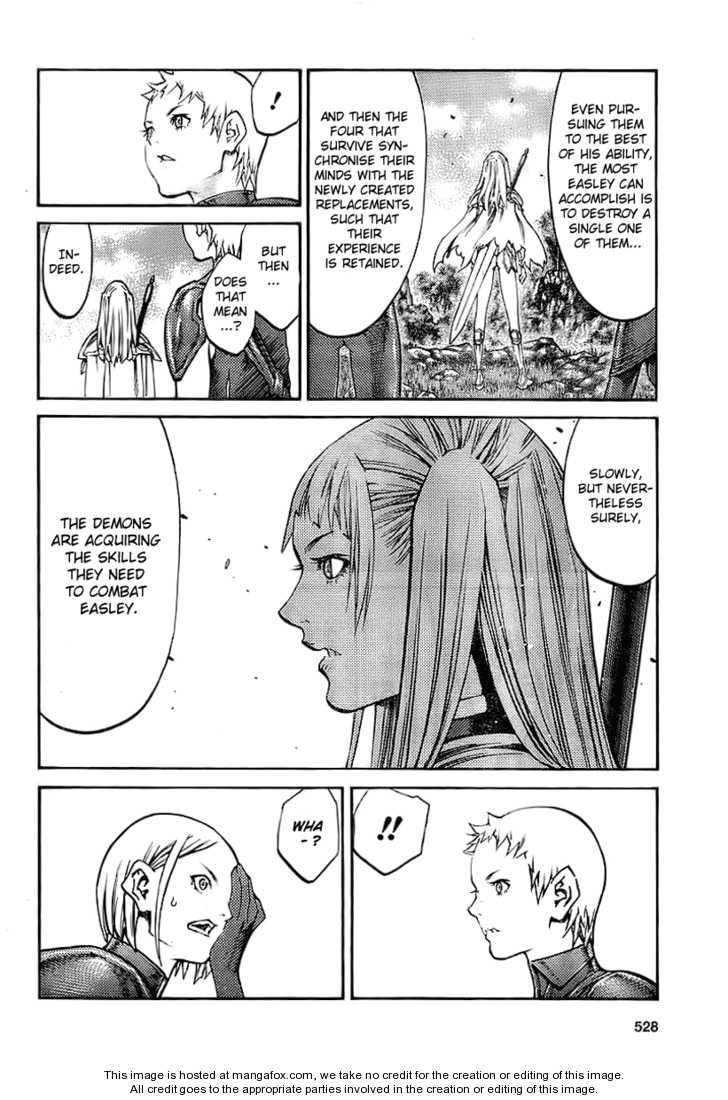 EVEN PUR-
SUING THEM
TO THE BEST
OF HIS ABILITY,
THE MOST
EASLEY CAN
ACCOMPLISH IS
TO DESTROY A
SINGLE ONE
OF THEM...
AND THEN THE
FOUR THAT
SURVIVE SYN-
CHRONISE THEIR
MINDS WITH THE
NEWLY CREATED
REPLACEMENTS,
SUCH THAT
THEIR
EXPERIENCE
IS RETAINED.
!
BUT
THEN
...
DOES
THAT
MEAN
...?
IN-
DEED.
SLOWLY,
BUT NEVER-
THELESS
SURELY,
THE DEMONS
ARE ACQUIRING
THE SKILLS
THEY NEED
TO COMBAT
EASLEY.
!!
WHA
-?
528
This image is hosted at mangafox.com, we take no credit for the creation or editing of this image.
All credit goes to the appropriate parties involved in the creation or editing of this image.